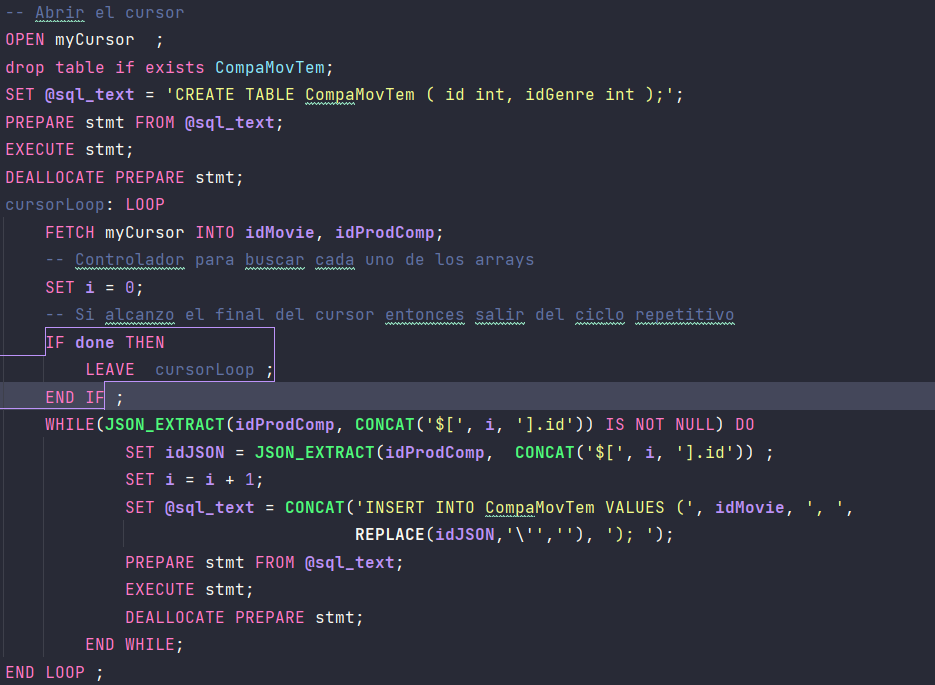 -- Abrir el cursor
OPEN myCursor  ;
drop table if exists CompaMovTem;
SET @sql_text = 'CREATE TABLE CompaMovTem ( id int, idGenre int );';
PREPARE stmt FROM @sql_text;
EXECUTE stmt;
DEALLOCATE PREPARE stmt;
cursorLoop: LOOP
    FETCH myCursor INTO idMovie, idProdComp;
    -- Controlador para buscar cada uno de los arrays
    SET i = 0;
    -- Si alcanzo el final del cursor entonces salir del ciclo repetitivo
    IF done THEN
        LEAVE  cursorLoop ;
    END IF ;
    WHILE(JSON_EXTRACT(idProdComp, CONCAT('$[', i, '].id')) IS NOT NULL) DO
            SET idJSON = JSON_EXTRACT(idProdComp,  CONCAT('$[', i, '].id')) ;
            SET i = i + 1;
            SET @sql_text = CONCAT('INSERT INTO CompaMovTem VALUES (', idMovie, ', ',
                                   REPLACE(idJSON,'\'',''), '); ');
            PREPARE stmt FROM @sql_text;
            EXECUTE stmt;
            DEALLOCATE PREPARE stmt;
        END WHILE;
END LOOP ;